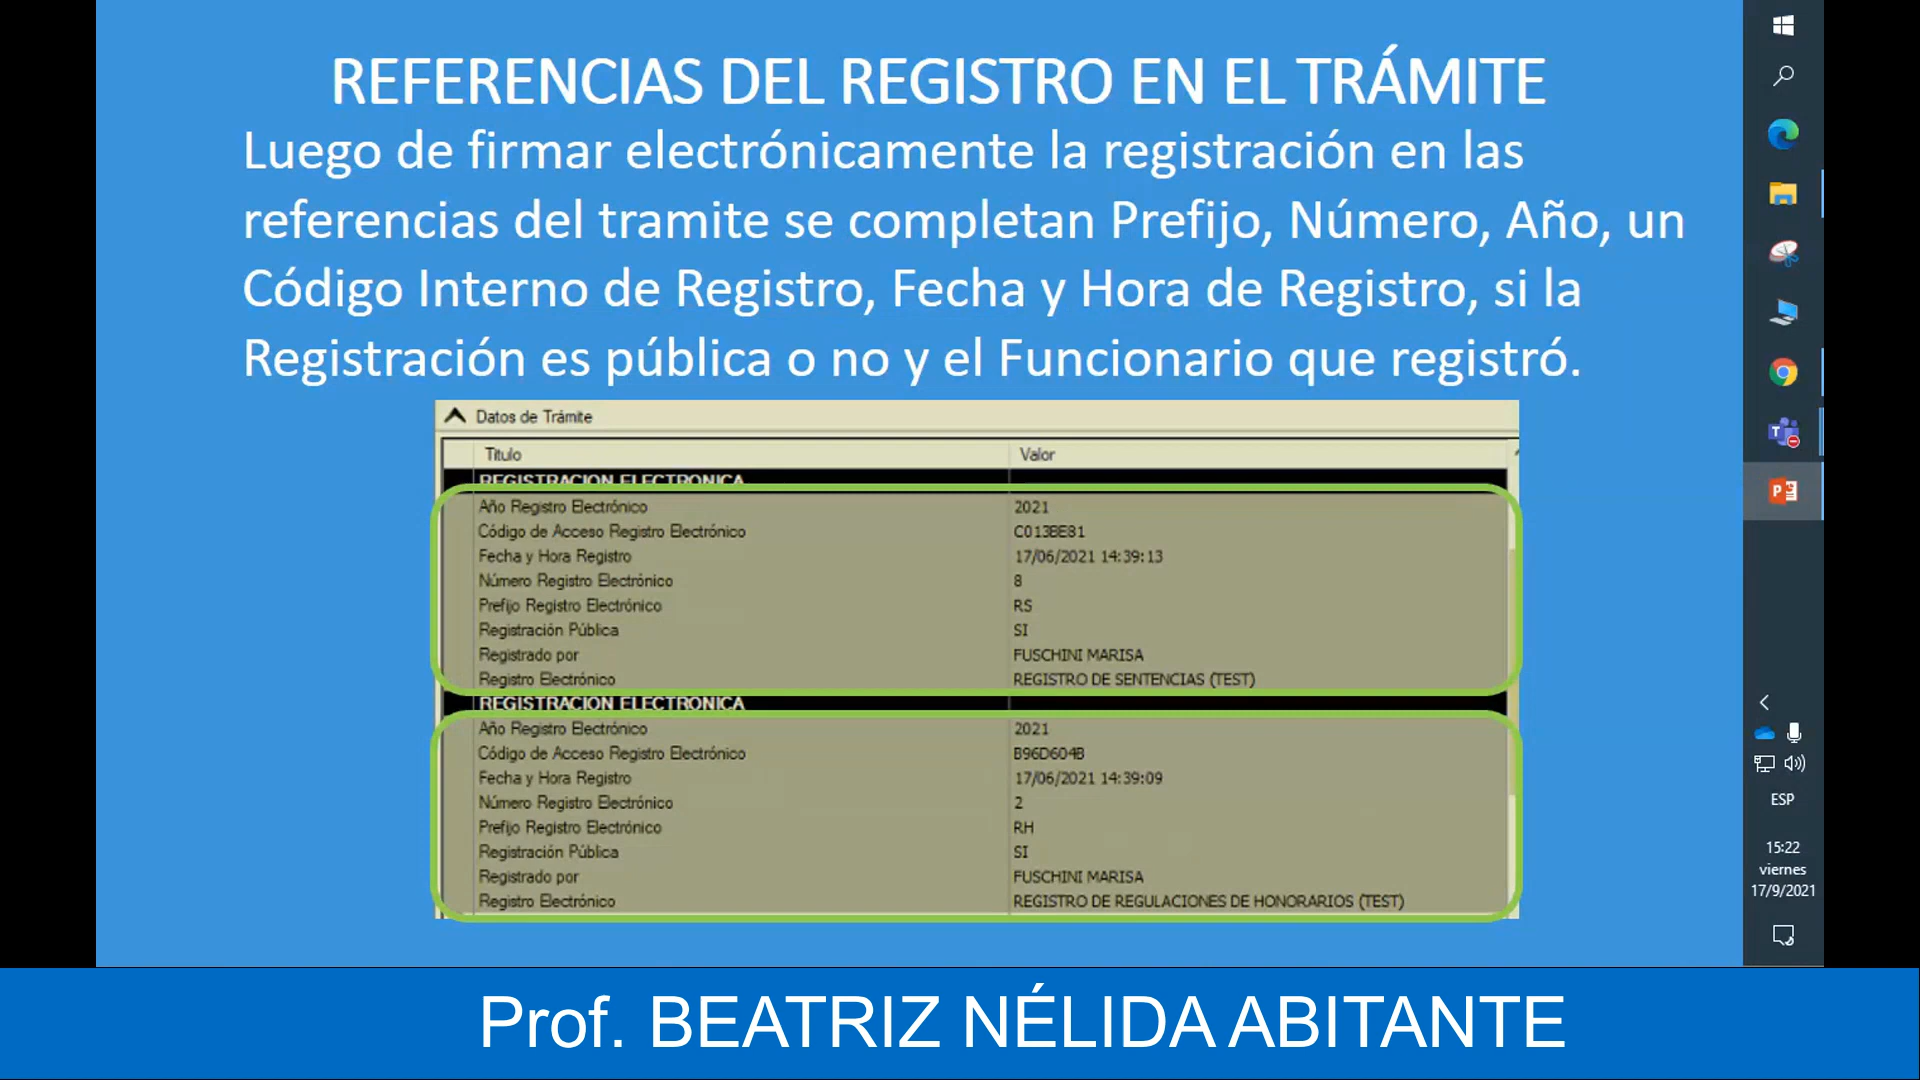 REFERENCIAS DEL REGISTRO EN EL TRÁMITE
Luego de firmar electrónicamente la registración en las
referencias del tramite se completan Prefijo, Número, Año, un
Código Interno de Registro, Fecha y Hora de Registro, si la
Registración es pública o no y el Funcionario que registró.
Datos de Trámite
Titulo Valor
REGISTRACION ELECTRONICA
Año Registro Electrónico 2021
Código de Acceso Registro Electrónico C013BE81
Fecha y Hora Registro 17/06/2021 14:39:13
Número Registro Electrónico 8
Prefijo Registro Electrónico RS
Registración Pública SI
Registrado por FUSCHINI MARISA
Registro Electrónico REGISTRO DE SENTENCIAS (TEST)
REGISTRACION ELECTRONICA
Año Registro Electrónico 2021
Código de Acceso Registro Electrónico B96D604B
Fecha y Hora Registro 17/06/2021 14:39:09
Número Registro Electrónico 2
Prefijo Registro Electrónico RH
Registración Pública SI
Registrado por FUSCHINI MARISA
Registro Electrónico REGISTRO DE REGULACIONES DE HONORARIOS (TEST)
ESP
15:22
viernes
17/9/2021
Prof. BEATRIZ NÉLIDA ABITANTE